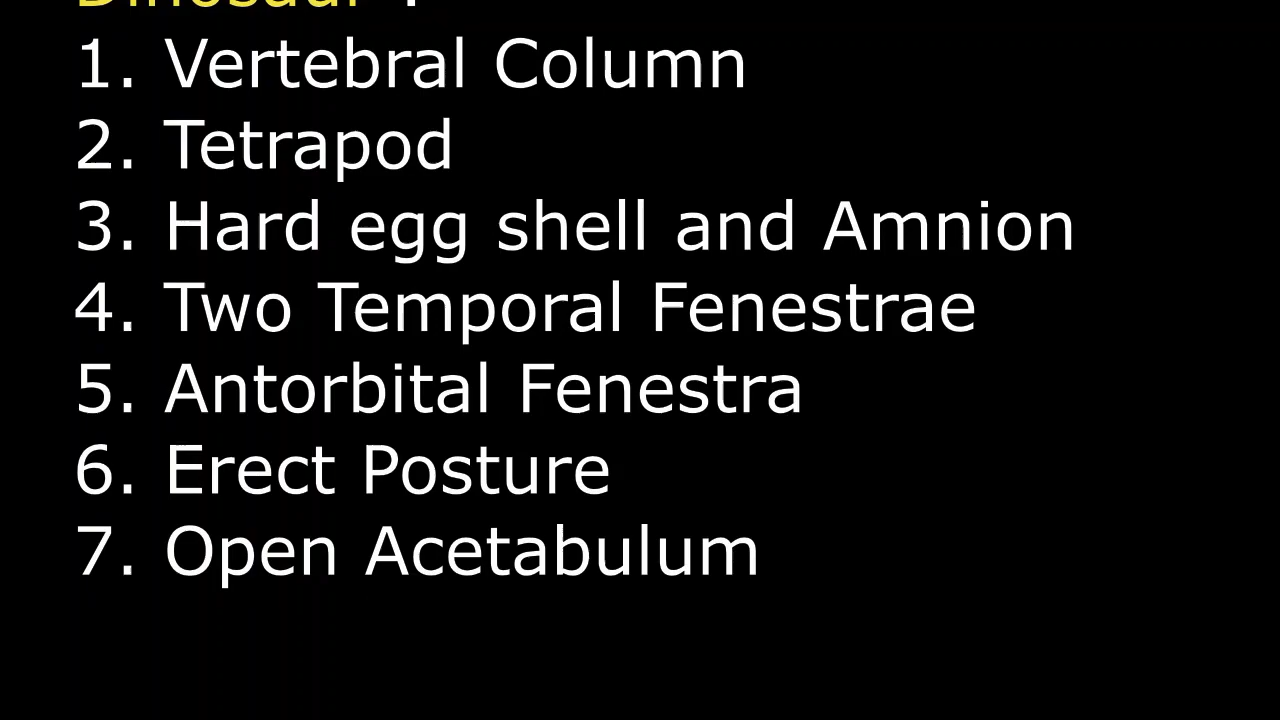 Dinosaur
1. Vertebral Column
2. Tetrapod
3. Hard egg shell and Amnion
4. Two Temporal Fenestrae
5. Antorbital Fenestra
6. Erect Posture
7. Open Acetabulum